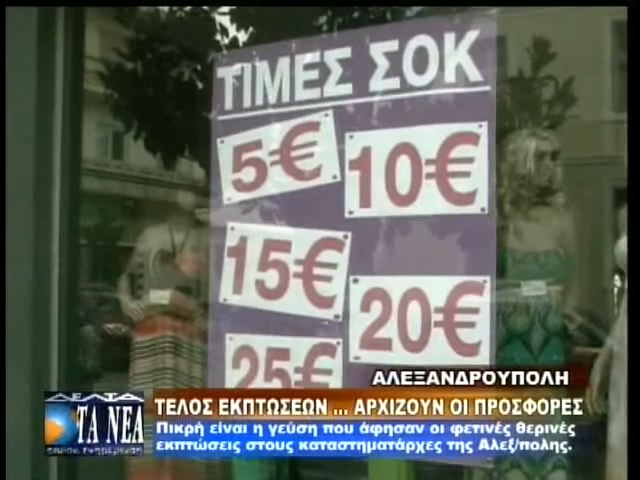 ΤΙΜΕΣ ΣΟΚ
5€
10€
15€
20€
25€
ΑΛΕΞΑΝΔΡΟΥΠΟΛΗ
ΔΕΛΤΑ
ΤΑ ΝΕΑ
ΤΕΛΟΣ ΕΚΠΤΩΣΕΩΝ ... ΑΡΧΙΖΟΥΝ ΟΙ ΠΡΟΣΦΟΡΕΣ
Πικρή είναι η γεύση που άφησαν οι φετινές θερινές
εκπτώσεις στους καταστηματάρχες της Αλεξ/πολης.